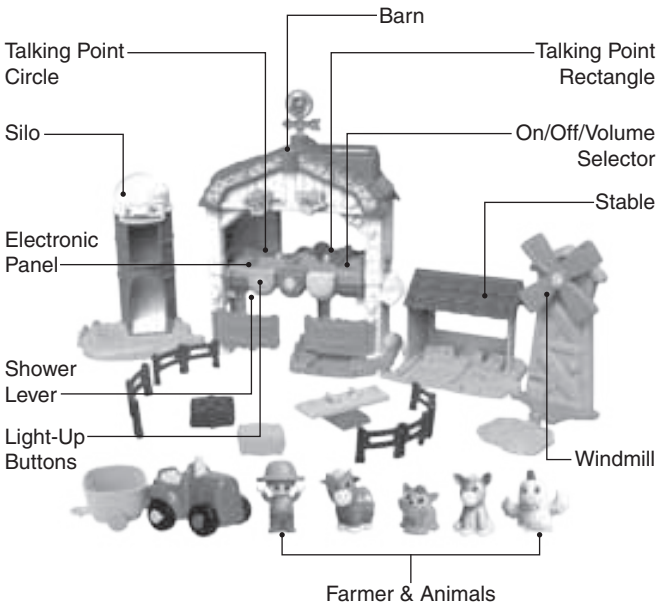 Barn
Talking Point
Circle
Talking Point
Rectangle
Silo
On/Off/Volume
Selector
Stable
Electronic
Panel
Shower
Lever
Light-Up
Buttons
Windmill
Farmer & Animals